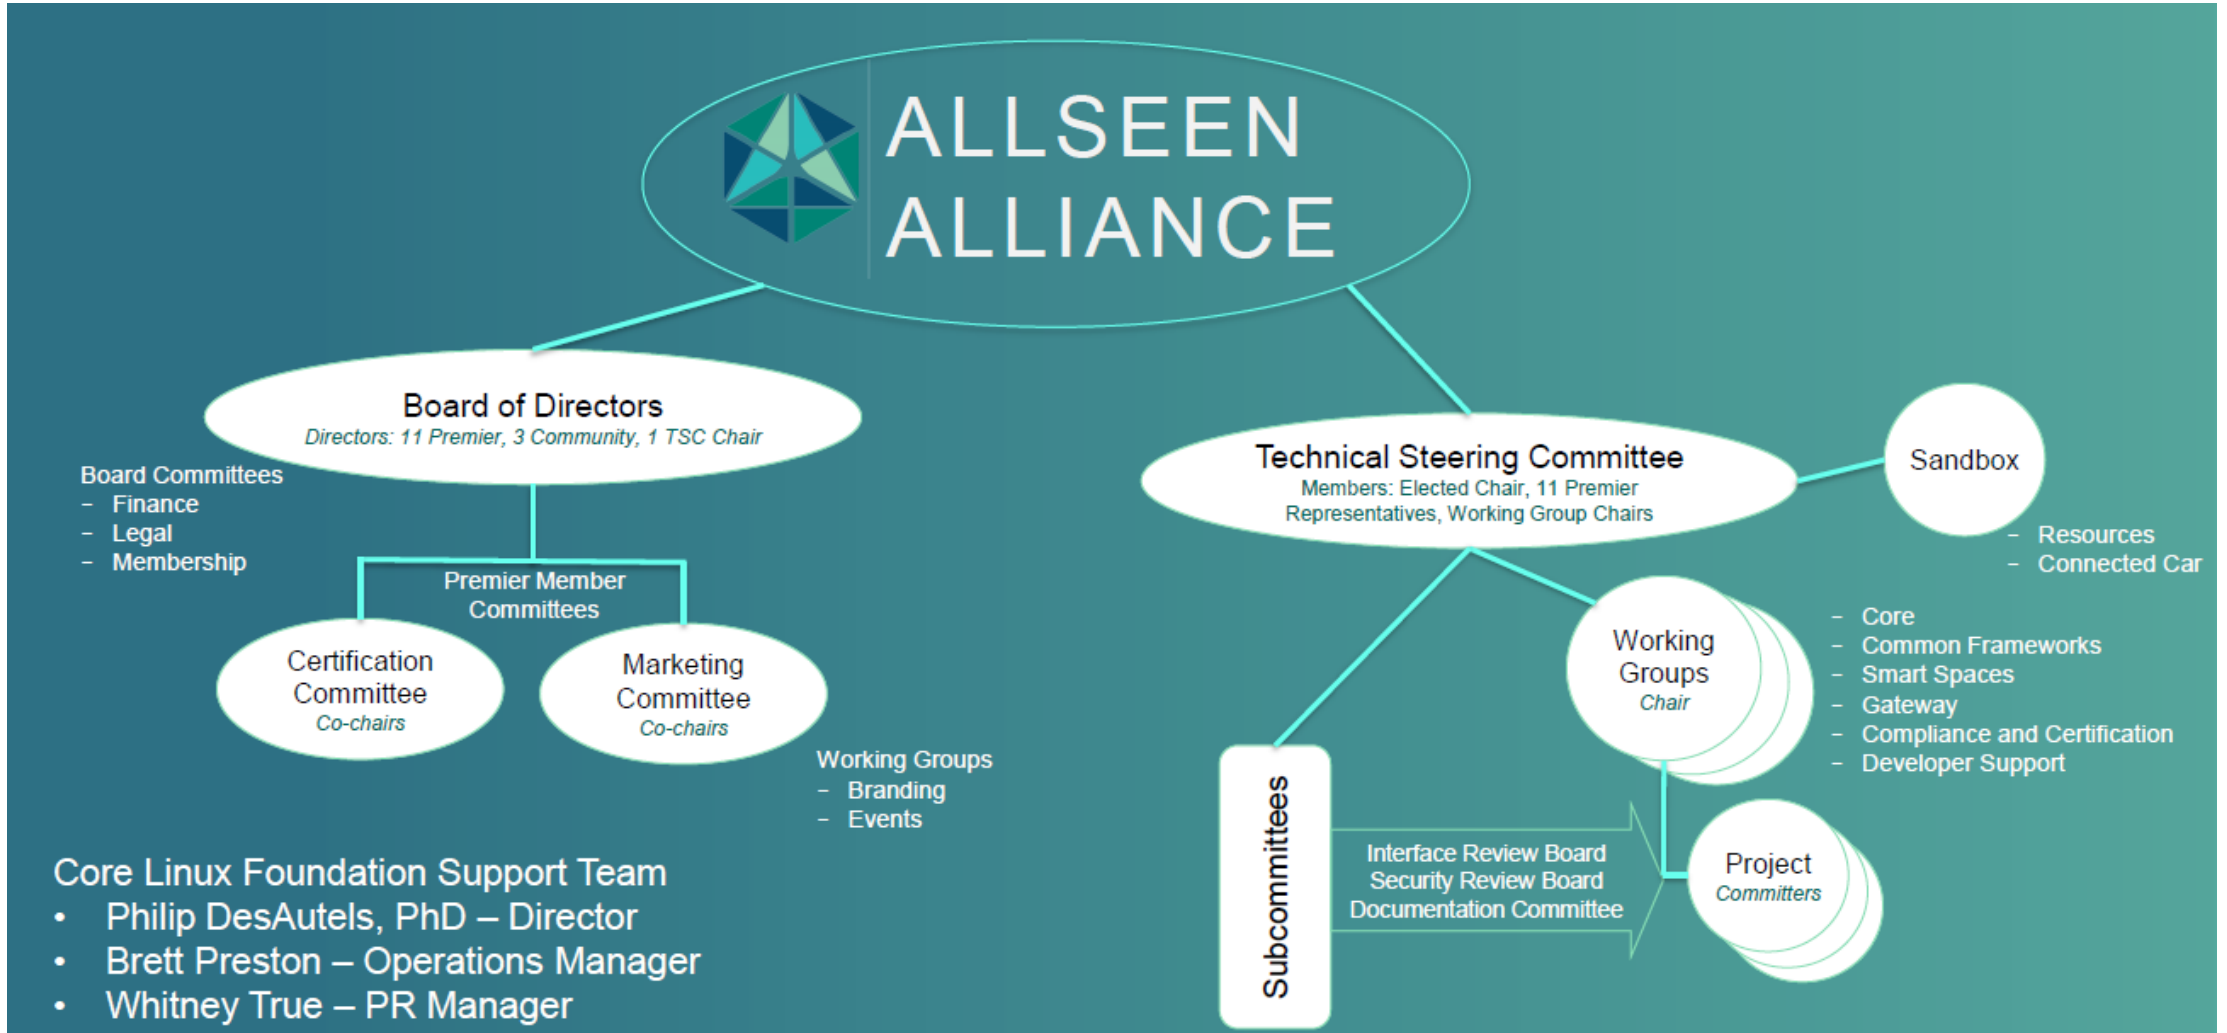 ALLSEEN
ALLIANCE
Board of Directors
Directors: 11 Premier, 3 Community, 1 TSC Chair
Board Committees
– Finance
– Legal
– Membership
Premier Member
Committees
Certification
Committee
Co-chairs
Marketing
Committee
Co-chairs
Working Groups
– Branding
– Events
Core Linux Foundation Support Team
• Philip DesAutels, PhD – Director
• Brett Preston – Operations Manager
• Whitney True – PR Manager
Technical Steering Committee
Members: Elected Chair, 11 Premier
Representatives, Working Group Chairs
Sandbox
– Resources
– Connected Car
Working
Groups
Chair
– Core
– Common Frameworks
– Smart Spaces
– Gateway
– Compliance and Certification
– Developer Support
Subcommittees
Interface Review Board
Security Review Board
Documentation Committee
Project
Committers